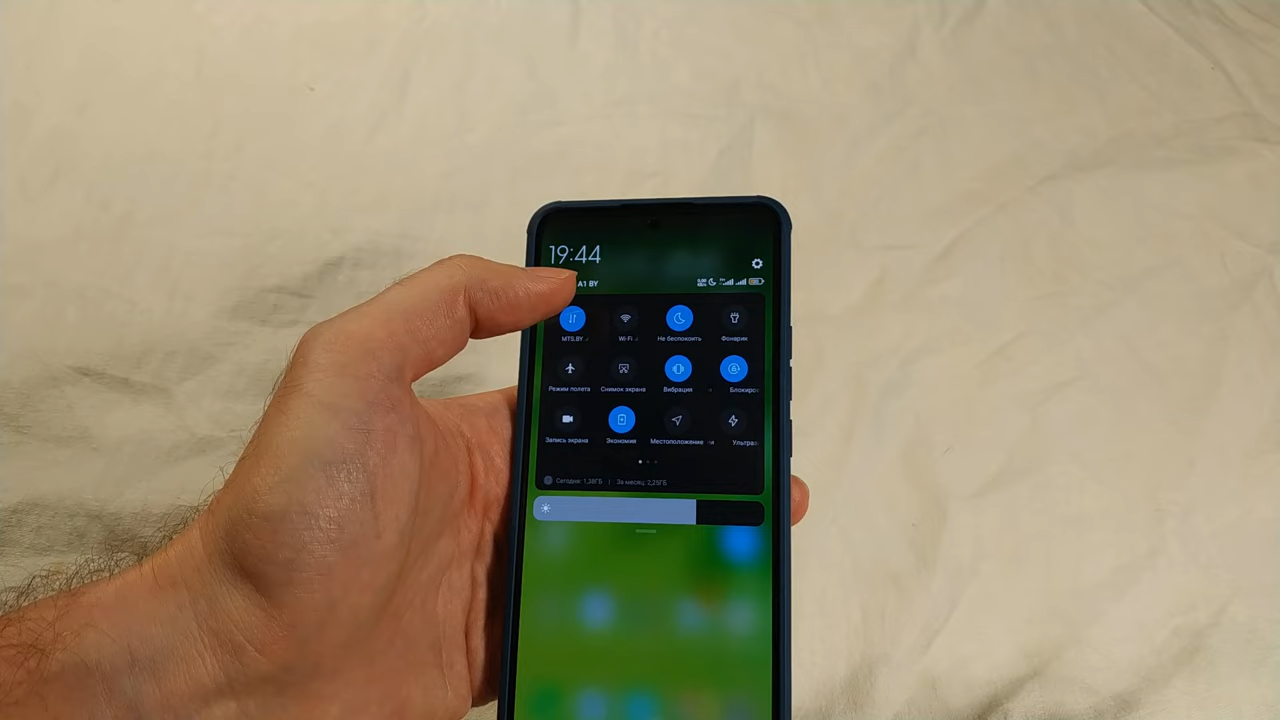 19:44
A1 BY
MTS.BY Wi-Fi Не беспокоить Фонарик
Режим полета Снимок экрана Вибрация Блокиро
Запись экрана Экономия Местоположение Ультра
Сегодня: 1,38ГБ | За месяц: 2,25ГБ